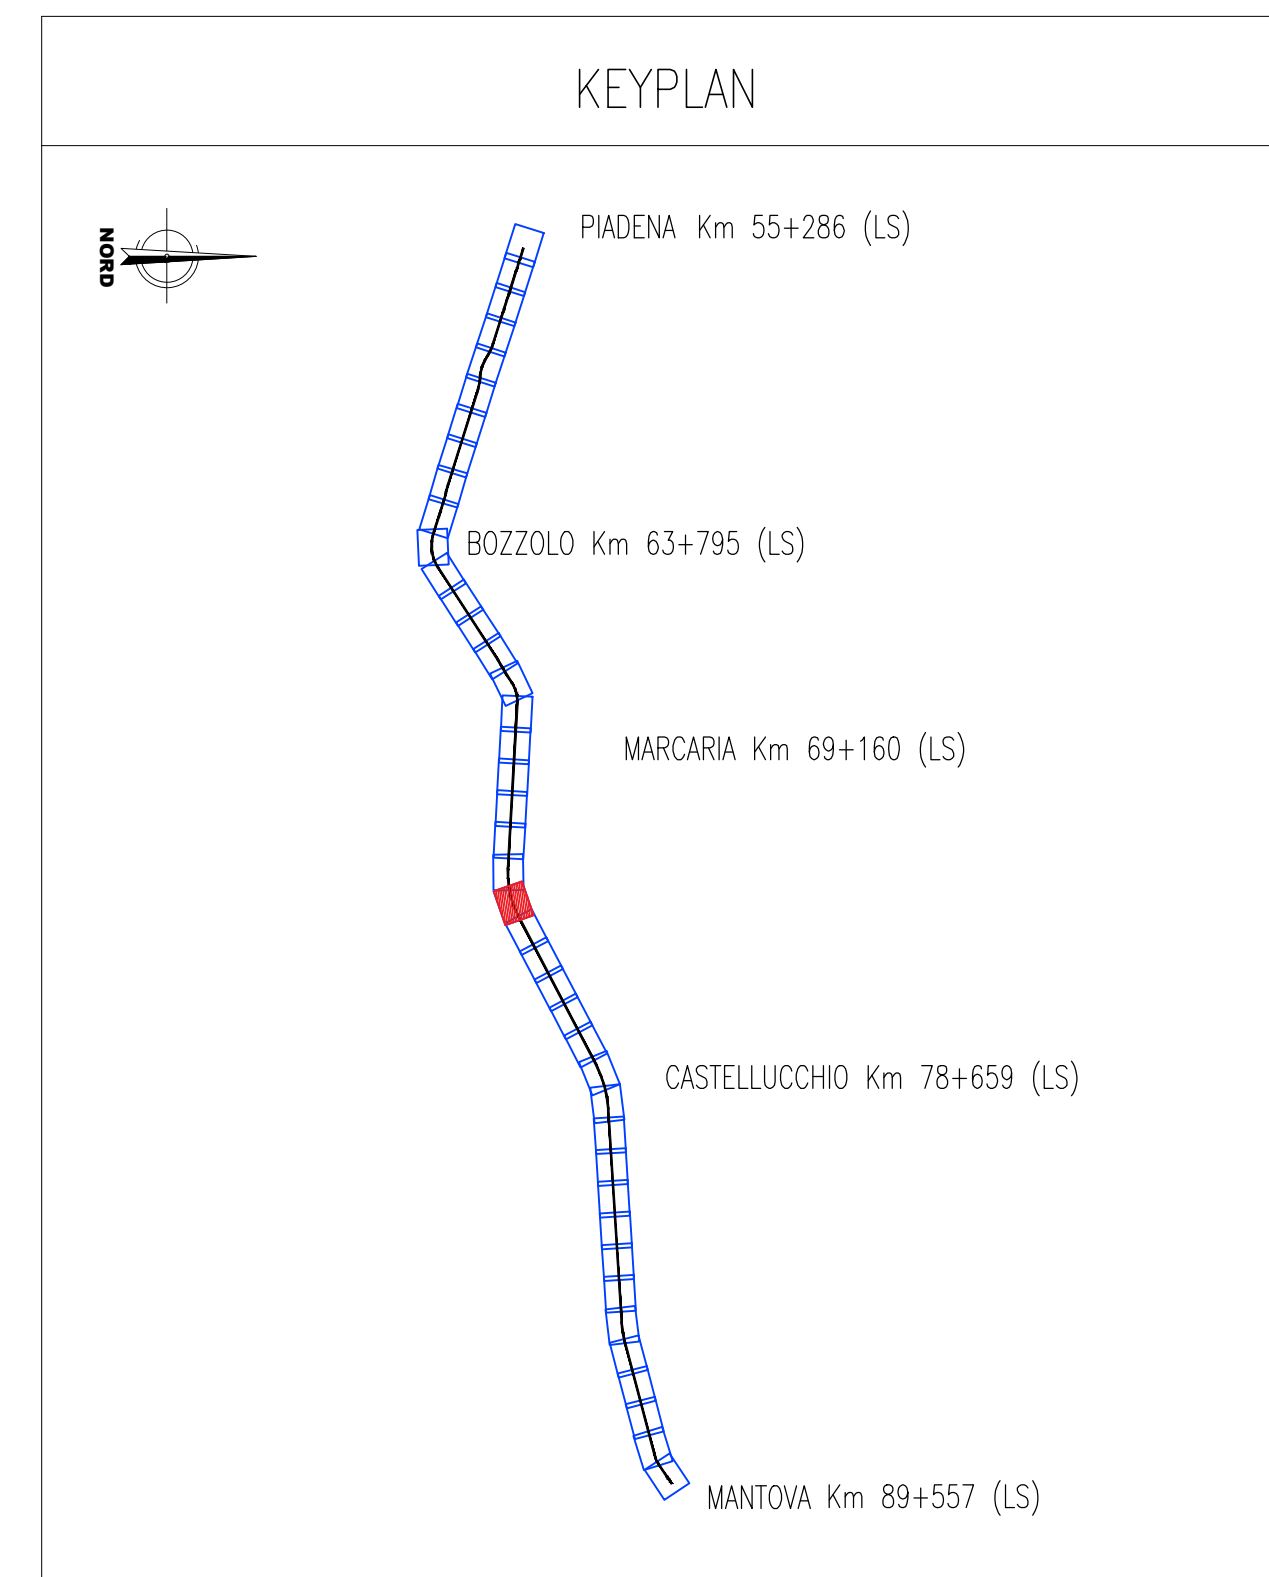 KEYPLAN
NORD
PIADENA Km 55+286 (LS)
BOZZOLO Km 63+795 (LS)
MARCARIA Km 69+160 (LS)
CASTELLUCCHIO Km 78+659 (LS)
MANTOVA Km 89+557 (LS)